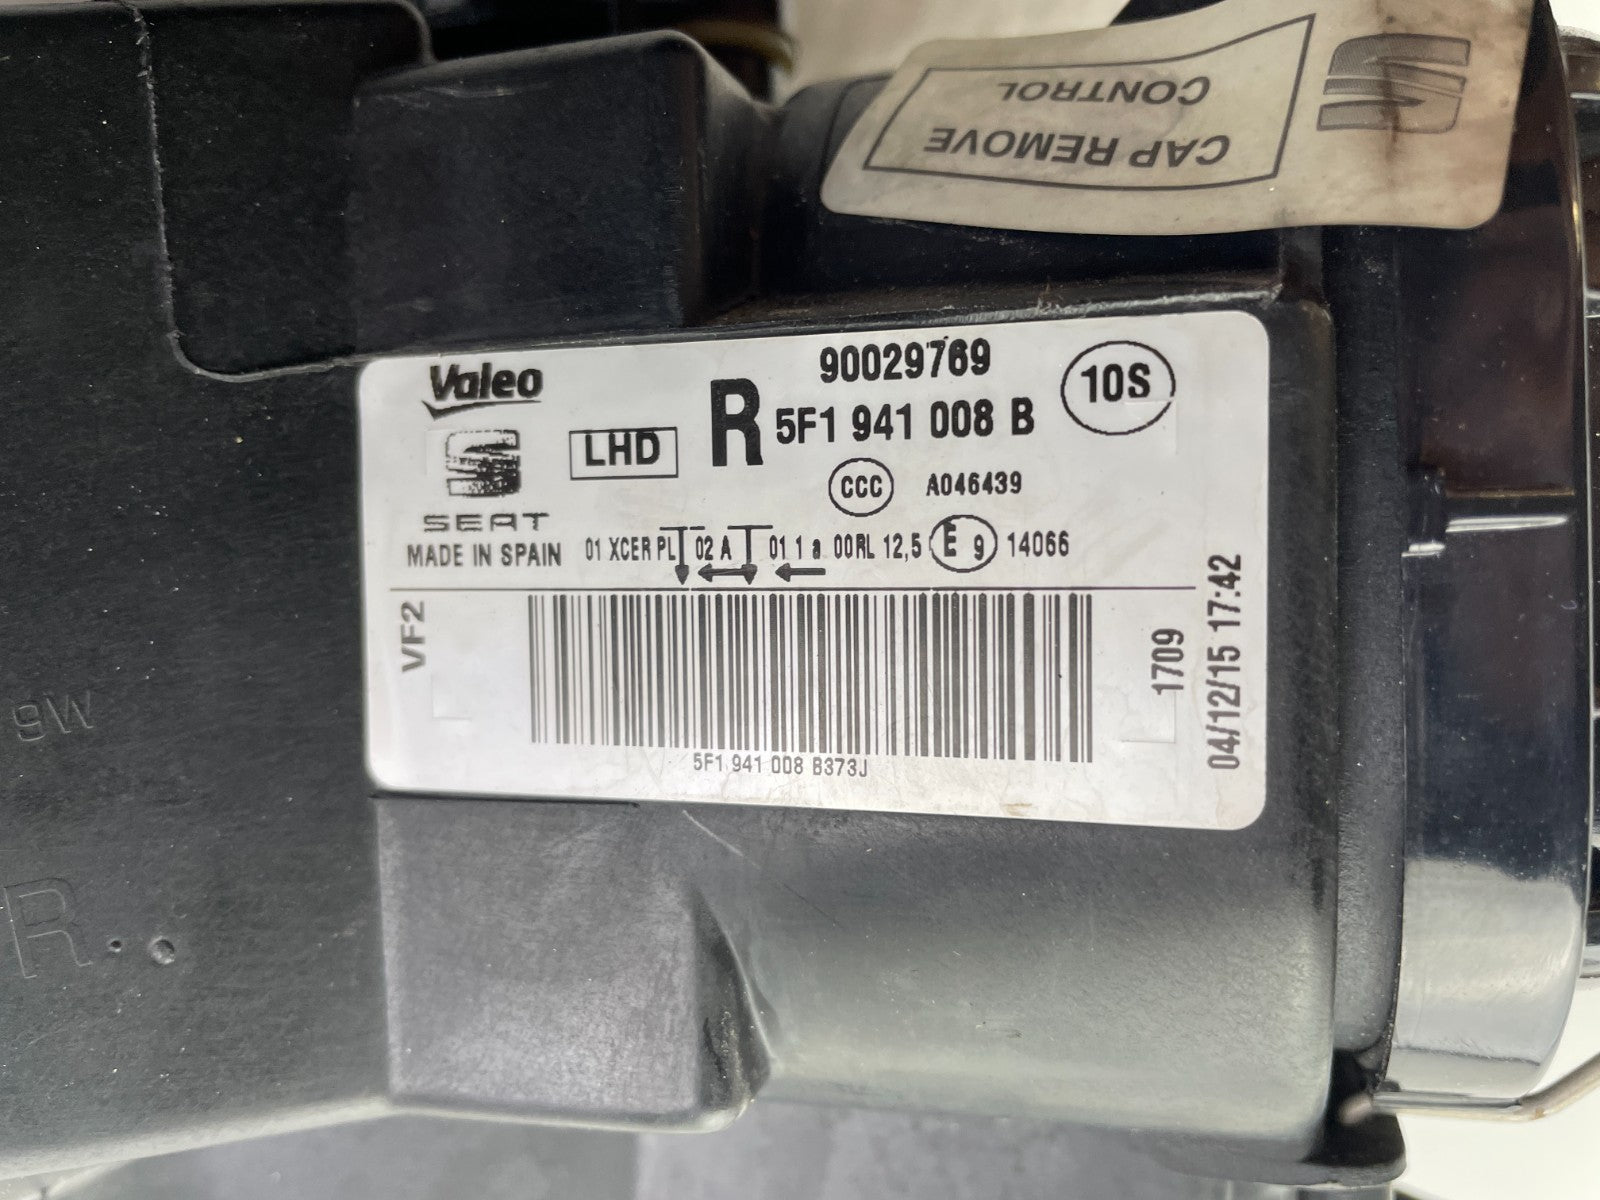 CAP REMOVE
CONTROL
Valeo
90029769
10S
LHD
R
5F1 941 008 B
CCC
A046439
SEAT
MADE IN SPAIN
01 XCER PL 02 A 01 1 a 00RL 12,5 E 9 14066
VF2
1709
04/12/15 17:42
5F1 941 008 B373J
9W
R